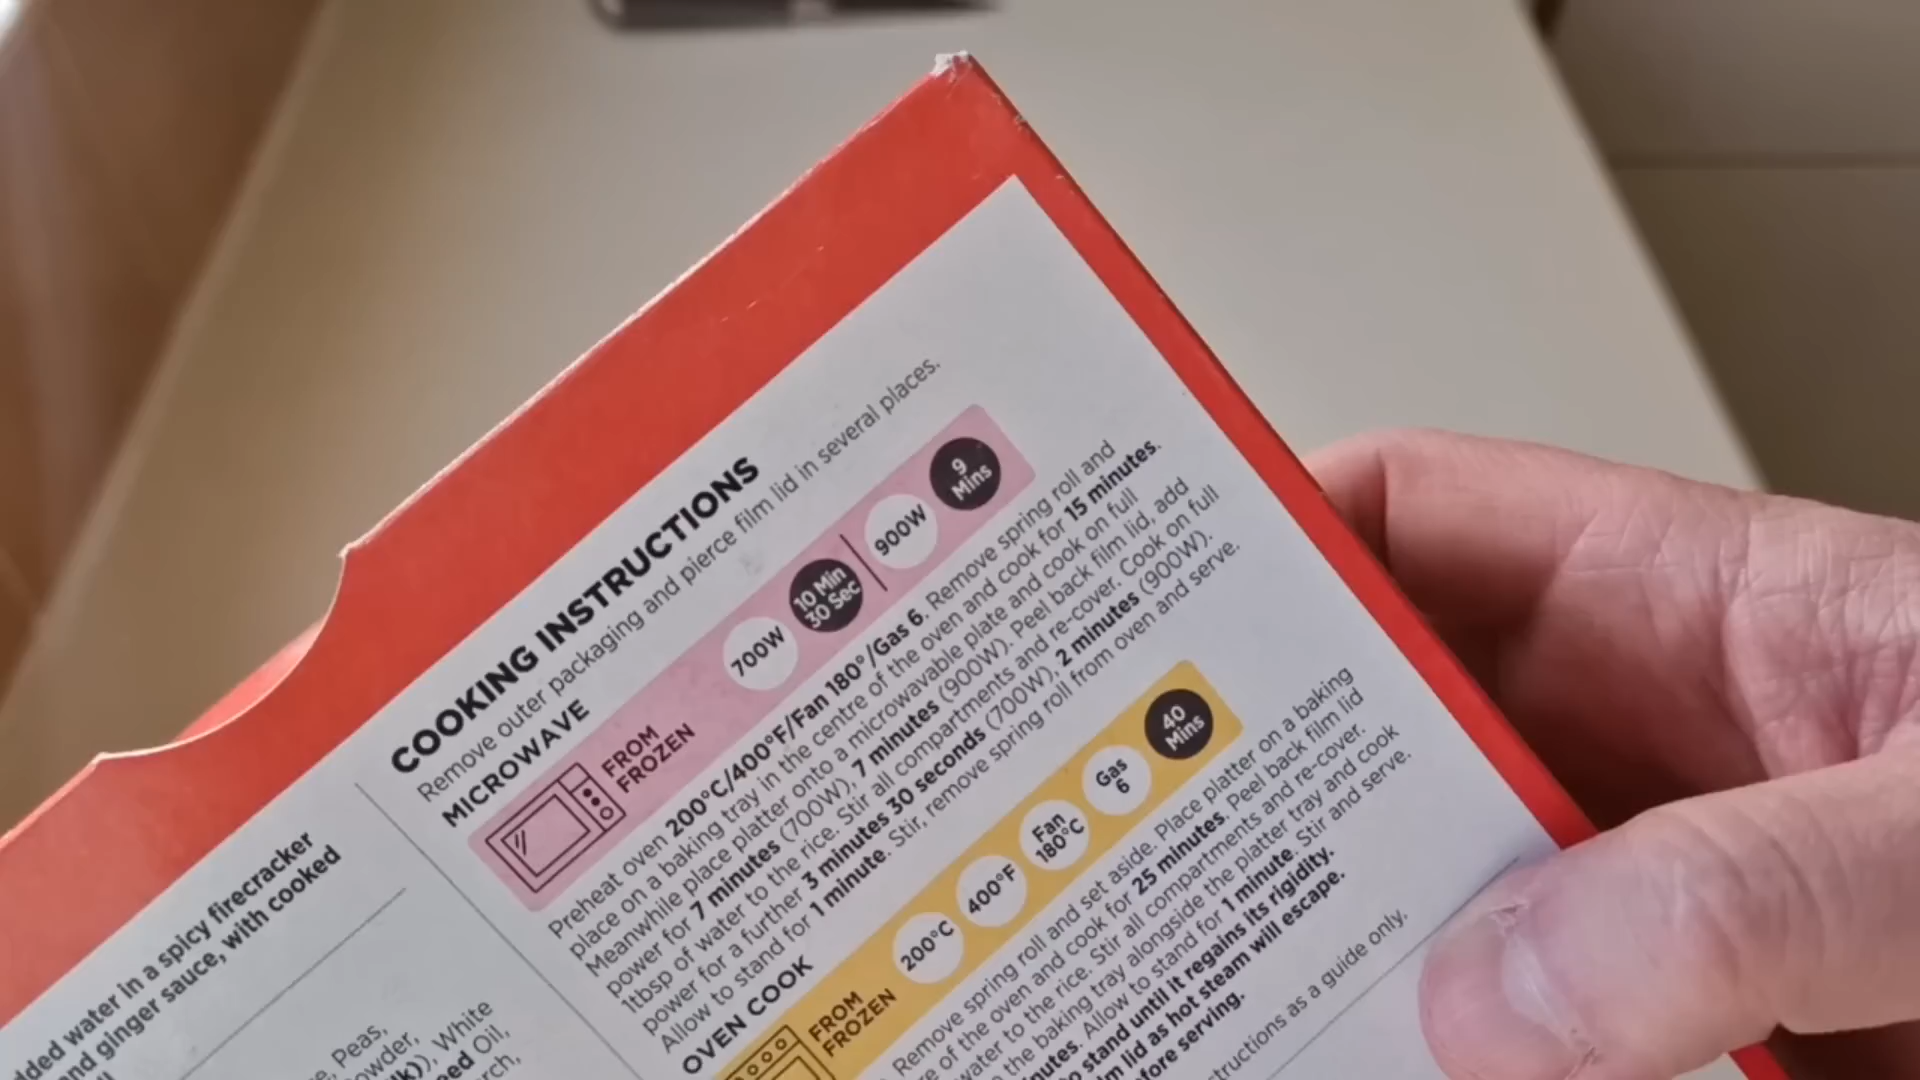 dded water in a spicy firecracker
and ginger sauce, with cooked
Peas,
White
Oil,
COOKING INSTRUCTIONS
Remove outer packaging and pierce film lid in several places.
MICROWAVE
FROM
FROZEN
700W
10 Min
30 Sec
900W
9
Mins
Preheat oven 200°C/400°F/Fan 180°/Gas 6. Remove spring roll and
place on a baking tray in the centre of the oven and cook for 15 minutes.
Meanwhile place platter onto a microwavable plate and cook on full
power for 7 minutes (700W), 7 minutes (900W). Peel back film lid, add
1tbsp of water to the rice. Stir all compartments and re-cover. Cook on full
power for a further 3 minutes 30 seconds (700W), 2 minutes (900W).
Allow to stand for 1 minute. Stir, remove spring roll from oven and serve.
OVEN COOK
FROM
FROZEN
200°C
400°F
Fan
180°C
Gas
6
40
Mins
Remove spring roll and set aside. Place platter on a baking
of the oven and cook for 25 minutes. Peel back film lid
water to the rice. Stir all compartments and re-cover.
the baking tray alongside the platter tray and cook
Allow to stand for 1 minute. Stir and serve.
to stand until it regains its rigidity.
lid as hot steam will escape.
before serving.
instructions as a guide only.